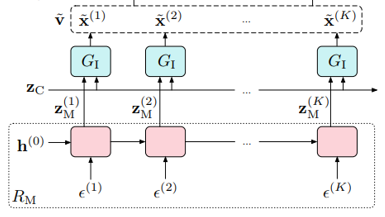 ṽ x̃^(1) x̃^(2) ... x̃^(K)
G_I G_I G_I
z_C ...
z_M^(1) z_M^(2) z_M^(K)
h^(0) ...
ϵ^(1) ϵ^(2) ϵ^(K)
R_M